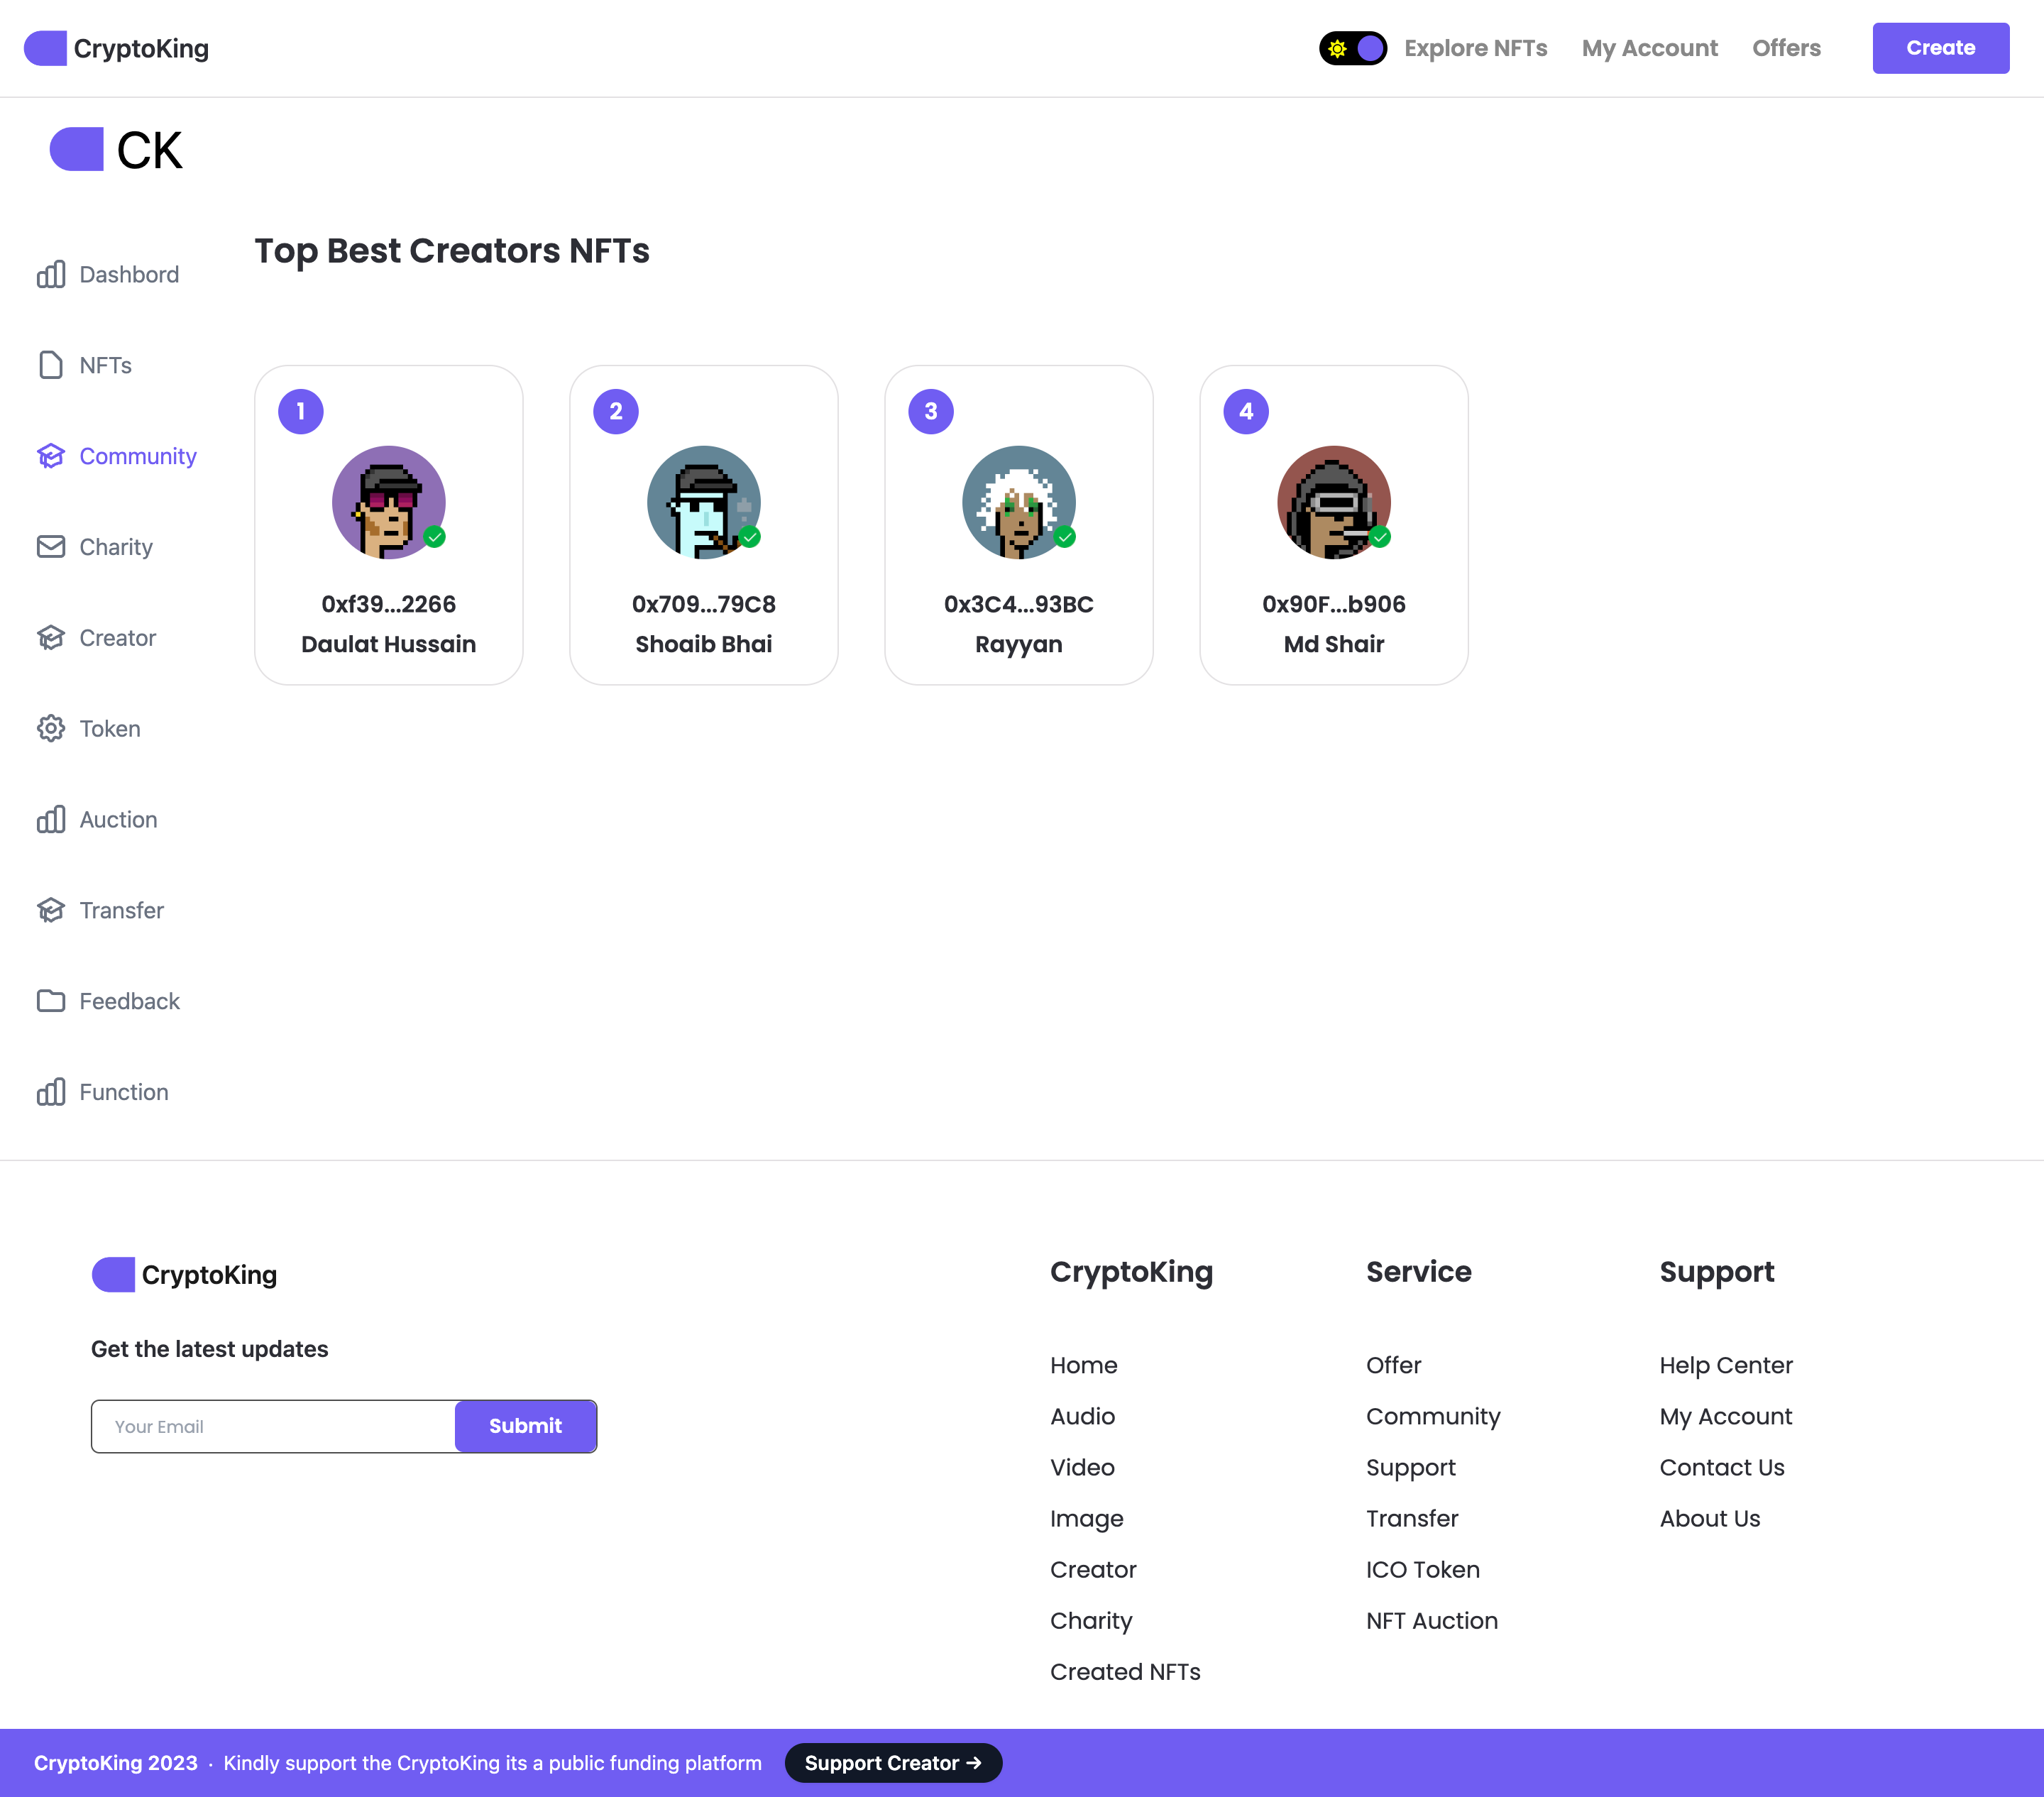 CryptoKing
Explore NFTs
My Account
Offers
Create
CK
Dashbord
NFTs
Community
Charity
Creator
Token
Auction
Transfer
Feedback
Function
Top Best Creators NFTs
1
0xf39...2266
Daulat Hussain
2
0x709...79C8
Shoaib Bhai
3
0x3C4...93BC
Rayyan
4
0x90F...b906
Md Shair
CryptoKing
Get the latest updates
Your Email
Submit
CryptoKing
Home
Audio
Video
Image
Creator
Charity
Created NFTs
Service
Offer
Community
Support
Transfer
ICO Token
NFT Auction
Support
Help Center
My Account
Contact Us
About Us
CryptoKing 2023 · Kindly support the CryptoKing its a public funding platform
Support Creator →